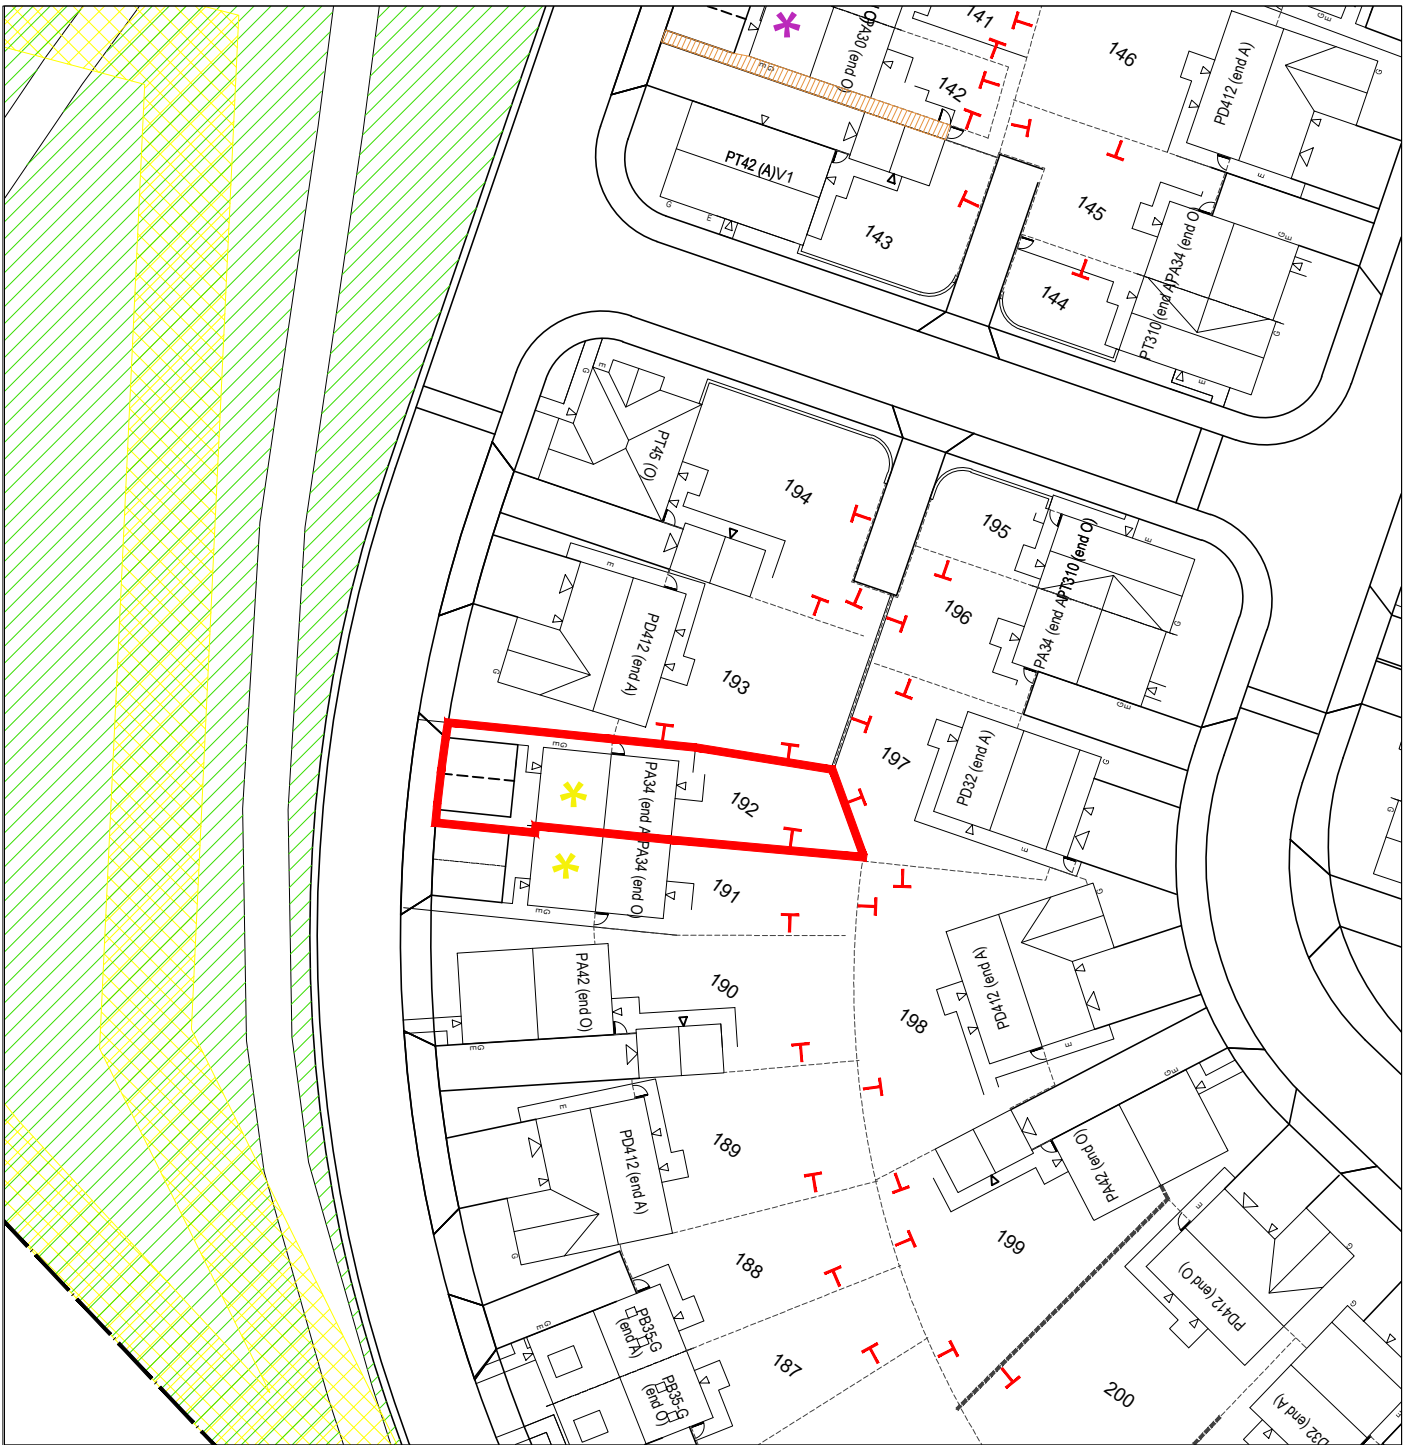 141
PA30 (end O)
146
142
PD412 (end A)
G
E
PT42 (A)V1
G
E
143
145
E
PA34 (end O)
PT310 (end A)
144
G
E
G
E
G
E
PT45 (O)
194
195
PT310 (end O)
E
196
PA34 (end A)
G
G
E
E
PD412 (end A)
G
193
197
PD32 (end A)
G
E
G
E
PA34 (end A)
192
PA34 (end O)
191
G
E
PA42 (end O)
190
G
E
198
PD412 (end A)
G
E
E
PD412 (end A)
G
189
PA42 (end O)
G
E
199
188
PD412 (end O)
E
G
G
E
PB35-G
(end A)
PB35-G
(end O)
187
200
D32 (end A)
G